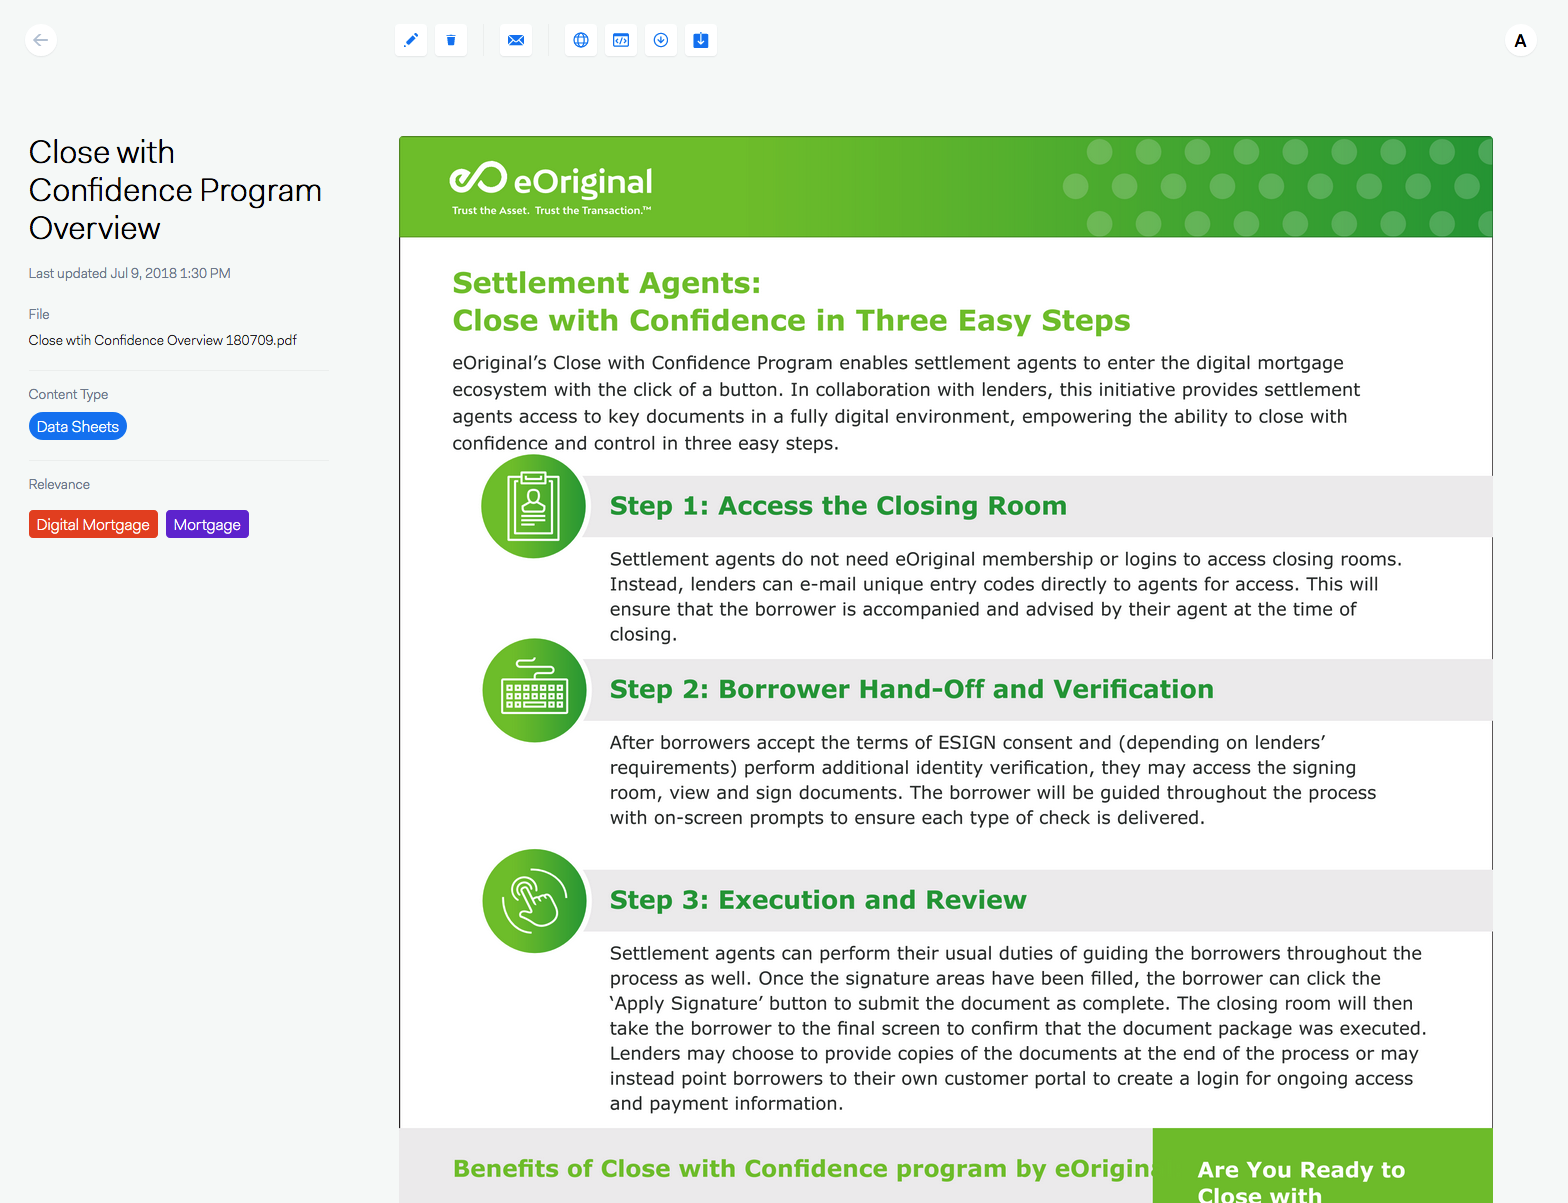 A
Close with
Confidence Program
Overview
Last updated Jul 9, 2018 1:30 PM
File
Close wtih Confidence Overview 180709.pdf
Content Type
Data Sheets
Relevance
Digital Mortgage Mortgage
eOriginal
Trust the Asset. Trust the Transaction.™
Settlement Agents:
Close with Confidence in Three Easy Steps
eOriginal’s Close with Confidence Program enables settlement agents to enter the digital mortgage
ecosystem with the click of a button. In collaboration with lenders, this initiative provides settlement
agents access to key documents in a fully digital environment, empowering the ability to close with
confidence and control in three easy steps.
Step 1: Access the Closing Room
Settlement agents do not need eOriginal membership or logins to access closing rooms.
Instead, lenders can e-mail unique entry codes directly to agents for access. This will
ensure that the borrower is accompanied and advised by their agent at the time of
closing.
Step 2: Borrower Hand-Off and Verification
After borrowers accept the terms of ESIGN consent and (depending on lenders’
requirements) perform additional identity verification, they may access the signing
room, view and sign documents. The borrower will be guided throughout the process
with on-screen prompts to ensure each type of check is delivered.
Step 3: Execution and Review
Settlement agents can perform their usual duties of guiding the borrowers throughout the
process as well. Once the signature areas have been filled, the borrower can click the
‘Apply Signature’ button to submit the document as complete. The closing room will then
take the borrower to the final screen to confirm that the document package was executed.
Lenders may choose to provide copies of the documents at the end of the process or may
instead point borrowers to their own customer portal to create a login for ongoing access
and payment information.
Benefits of Close with Confidence program by eOrigina
Are You Ready to
Close with